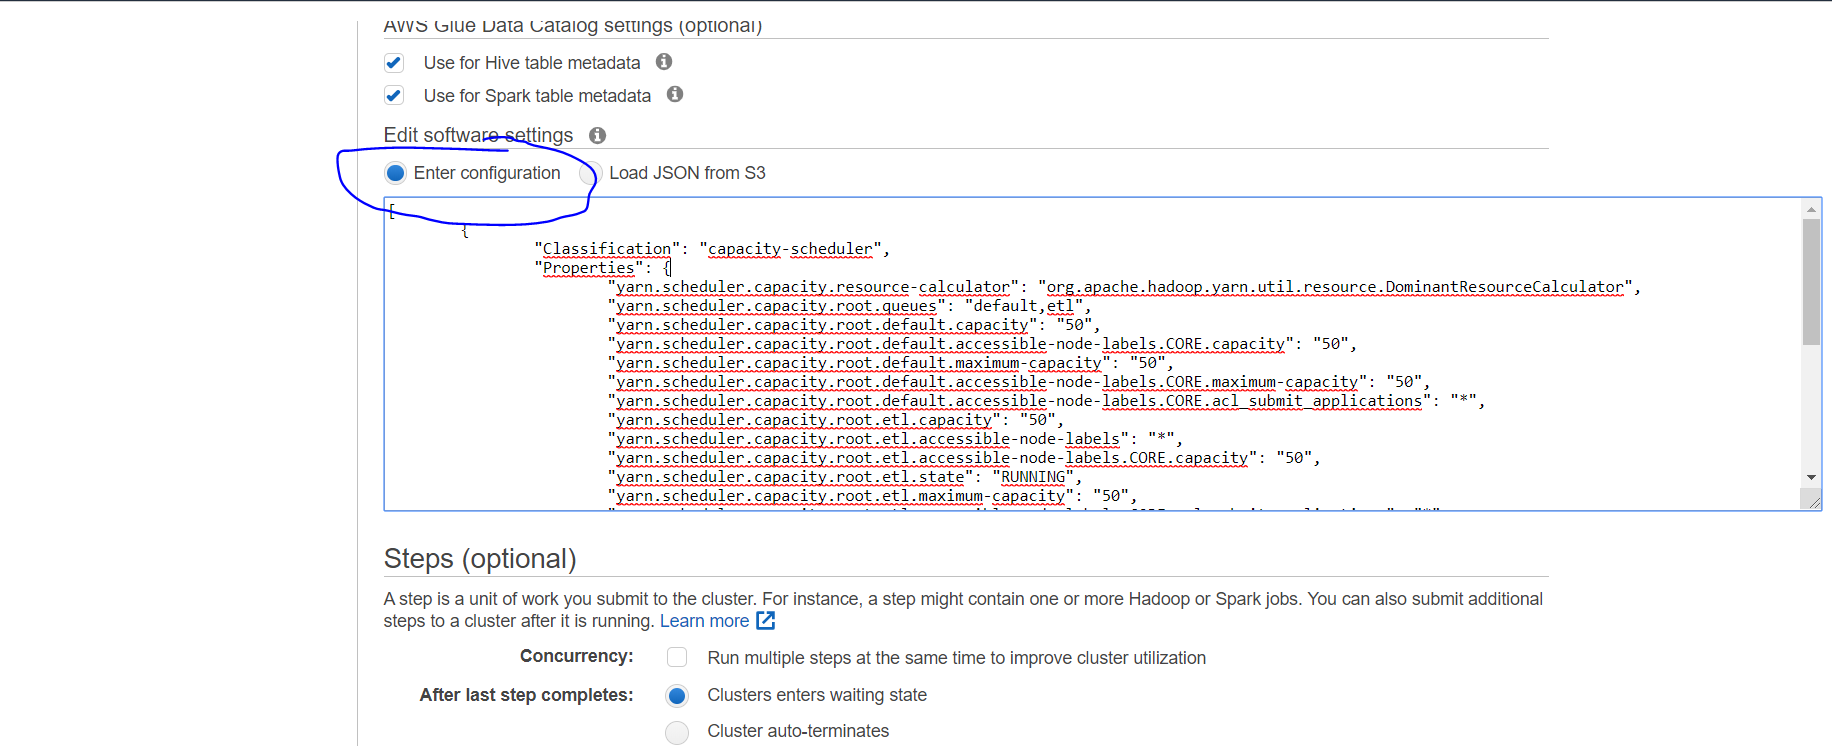 AWS Glue Data Catalog settings (optional)
Use for Hive table metadata
Use for Spark table metadata
Edit software settings
Enter configuration Load JSON from S3
[
{
"Classification": "capacity-scheduler",
"Properties": {
"yarn.scheduler.capacity.resource-calculator": "org.apache.hadoop.yarn.util.resource.DominantResourceCalculator",
"yarn.scheduler.capacity.root.queues": "default,etl",
"yarn.scheduler.capacity.root.default.capacity": "50",
"yarn.scheduler.capacity.root.default.accessible-node-labels.CORE.capacity": "50",
"yarn.scheduler.capacity.root.default.maximum-capacity": "50",
"yarn.scheduler.capacity.root.default.accessible-node-labels.CORE.maximum-capacity": "50",
"yarn.scheduler.capacity.root.default.accessible-node-labels.CORE.acl_submit_applications": "*",
"yarn.scheduler.capacity.root.etl.capacity": "50",
"yarn.scheduler.capacity.root.etl.accessible-node-labels": "*",
"yarn.scheduler.capacity.root.etl.accessible-node-labels.CORE.capacity": "50",
"yarn.scheduler.capacity.root.etl.state": "RUNNING",
"yarn.scheduler.capacity.root.etl.maximum-capacity": "50",
Steps (optional)
A step is a unit of work you submit to the cluster. For instance, a step might contain one or more Hadoop or Spark jobs. You can also submit additional
steps to a cluster after it is running. Learn more
Concurrency: Run multiple steps at the same time to improve cluster utilization
After last step completes: Clusters enters waiting state
Cluster auto-terminates